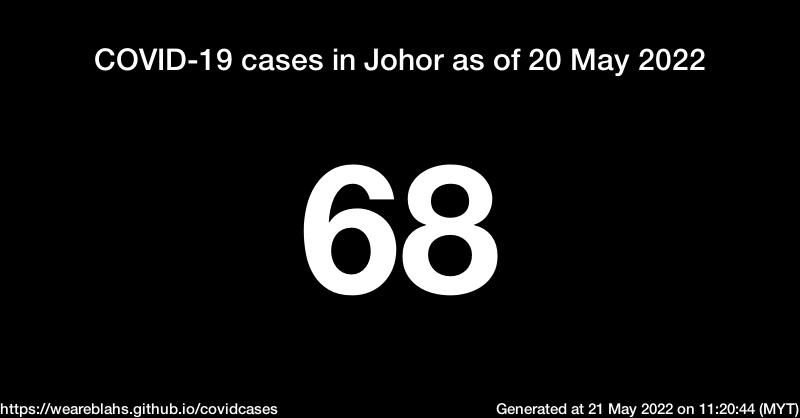 COVID-19 cases in Johor as of 20 May 2022
68
https://weareblahs.github.io/covidcases
Generated at 21 May 2022 on 11:20:44 (MYT)